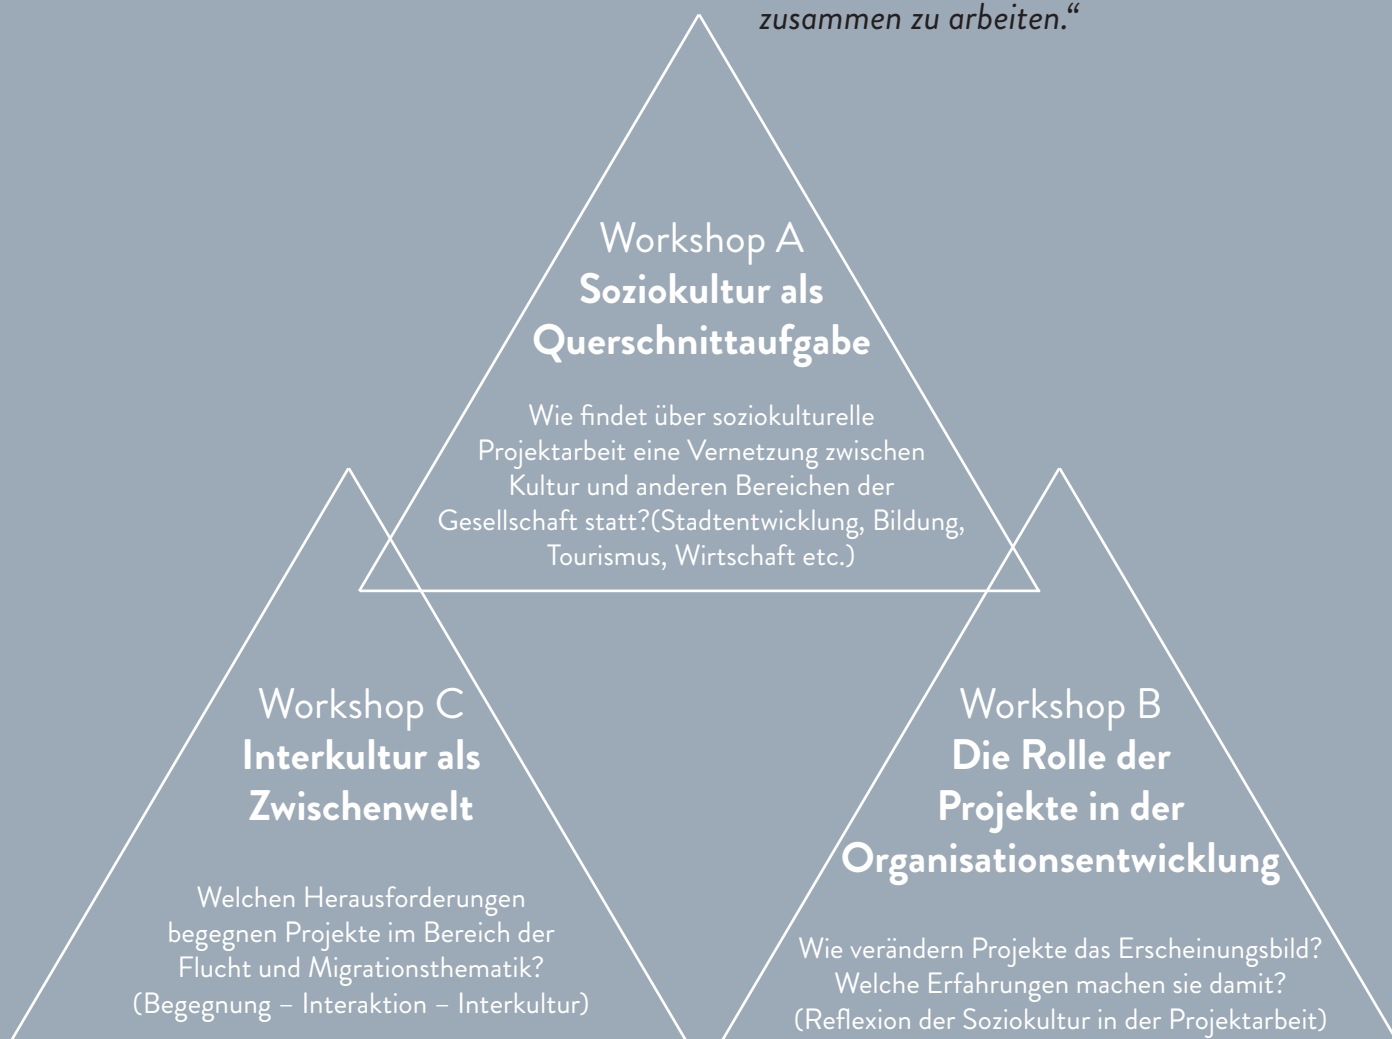 zusammen zu arbeiten.“
Workshop A
Soziokultur als
Querschnittaufgabe
Wie findet über soziokulturelle
Projektarbeit eine Vernetzung zwischen
Kultur und anderen Bereichen der
Gesellschaft statt?(Stadtentwicklung, Bildung,
Tourismus, Wirtschaft etc.)
Workshop C
Interkultur als
Zwischenwelt
Welchen Herausforderungen
begegnen Projekte im Bereich der
Flucht und Migrationsthematik?
(Begegnung – Interaktion – Interkultur)
Workshop B
Die Rolle der
Projekte in der
Organisationsentwicklung
Wie verändern Projekte das Erscheinungsbild?
Welche Erfahrungen machen sie damit?
(Reflexion der Soziokultur in der Projektarbeit)